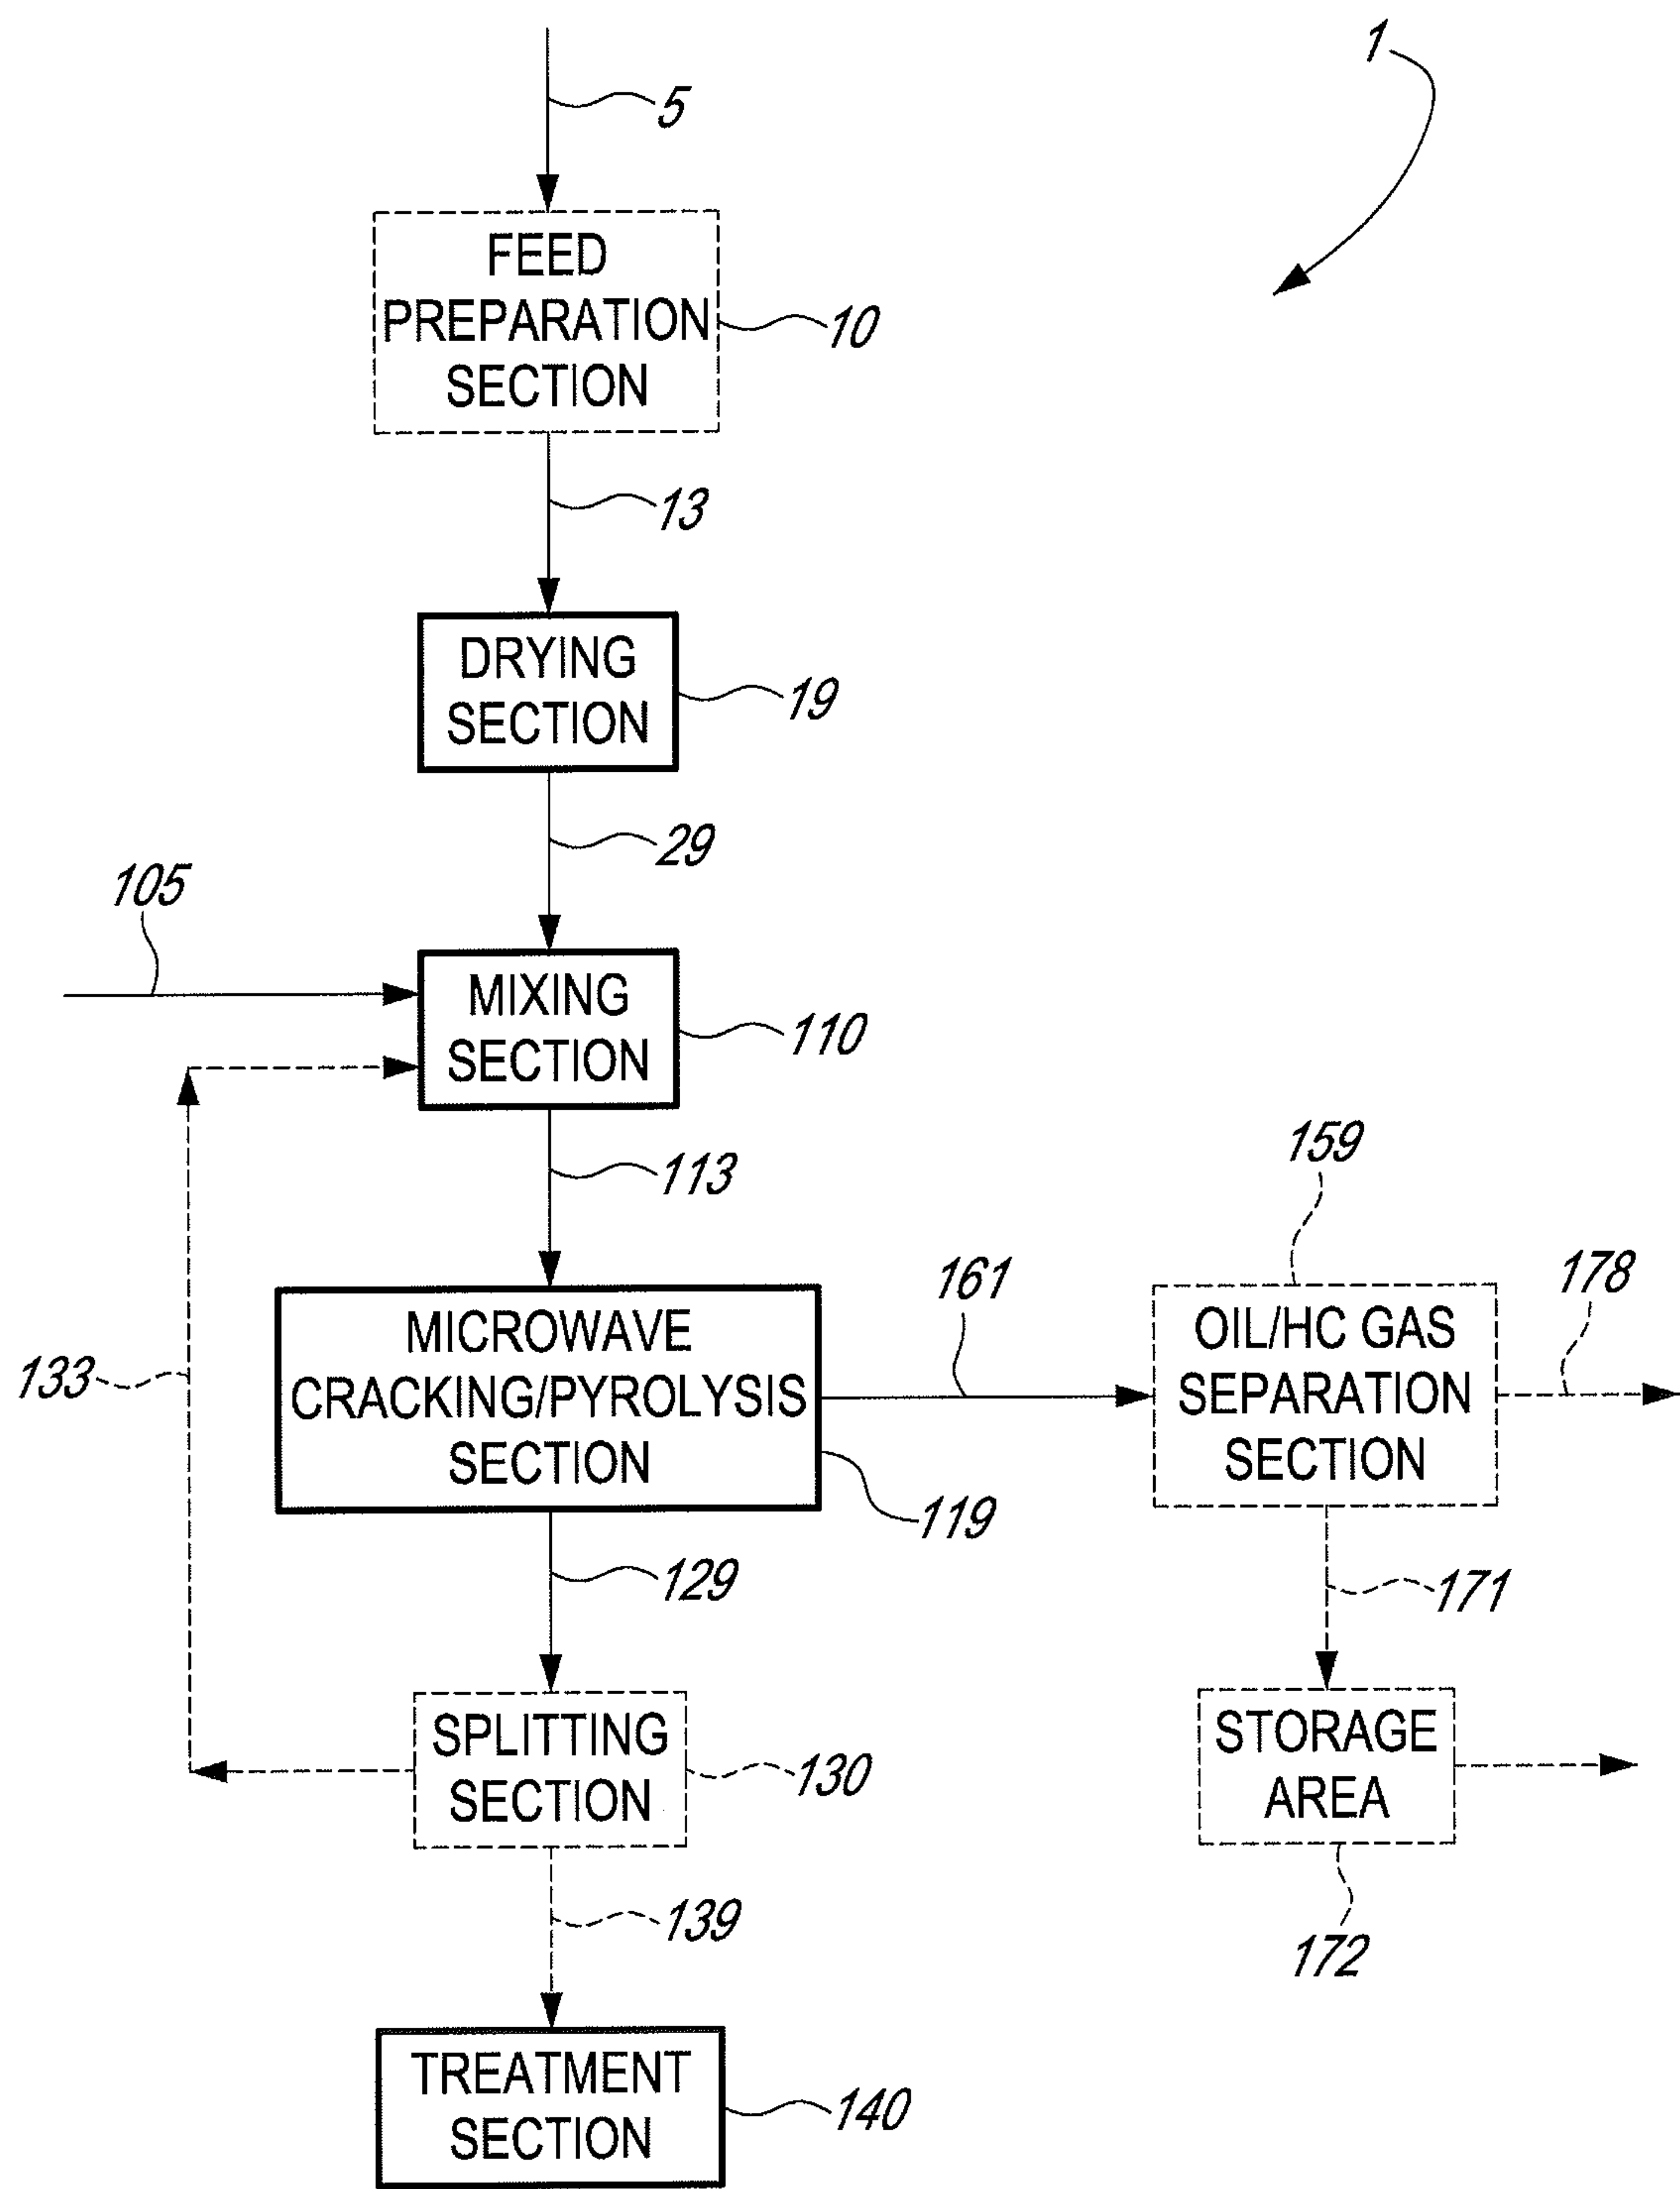 1
5
FEED
PREPARATION
SECTION
10
13
DRYING
SECTION
19
29
105
MIXING
SECTION
110
113
159
161
178
MICROWAVE
CRACKING/PYROLYSIS
SECTION
OIL/HC GAS
SEPARATION
SECTION
133
119
129
171
SPLITTING
SECTION
130
STORAGE
AREA
139
172
TREATMENT
SECTION
140